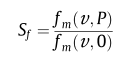 S_f = f_m(υ, P) / f_m(υ, 0)